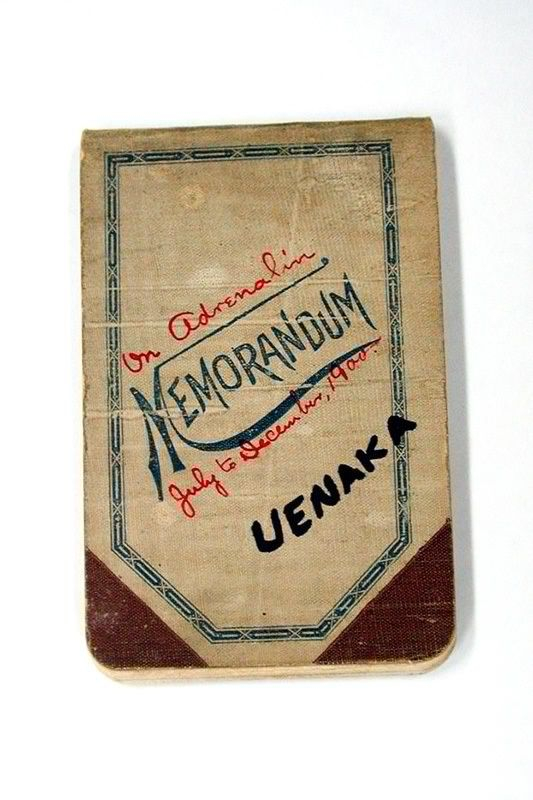 On Adrenalin
MEMORANDUM
July to December, 1900.
UENAKA